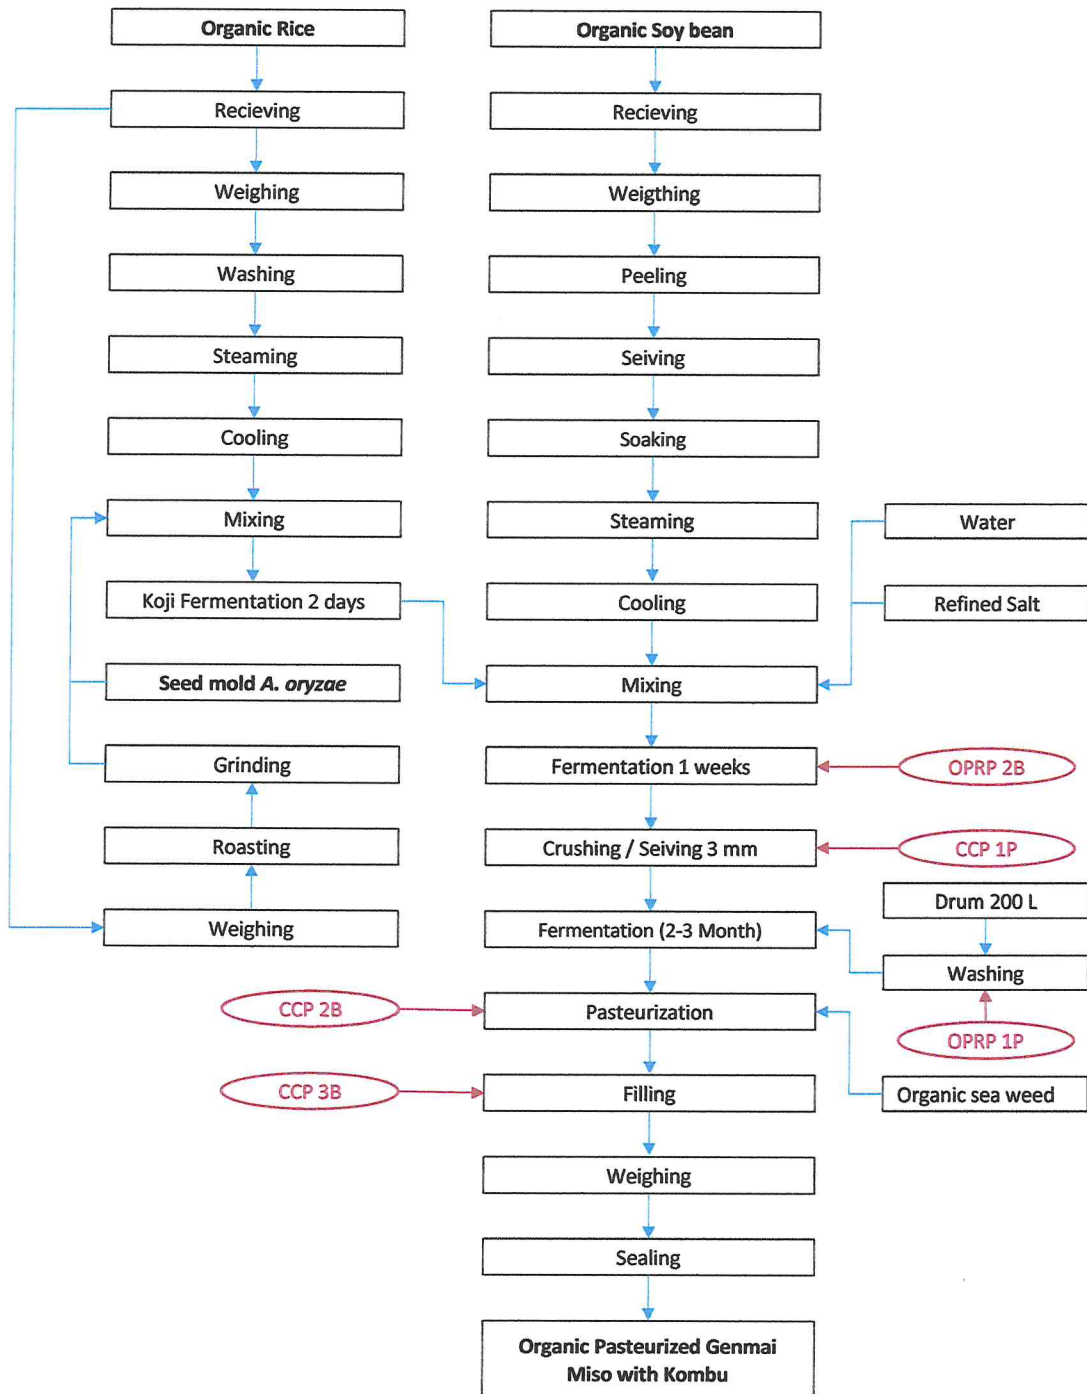 Organic Rice
Recieving
Weighing
Washing
Steaming
Cooling
Mixing
Koji Fermentation 2 days
Seed mold A. oryzae
Grinding
Roasting
Weighing
Organic Soy bean
Recieving
Weigthing
Peeling
Seiving
Soaking
Steaming
Cooling
Mixing
Fermentation 1 weeks
Crushing / Seiving 3 mm
Fermentation (2-3 Month)
Pasteurization
Filling
Weighing
Sealing
Organic Pasteurized Genmai
Miso with Kombu
Water
Refined Salt
OPRP 2B
CCP 1P
Drum 200 L
Washing
OPRP 1P
Organic sea weed
CCP 2B
CCP 3B